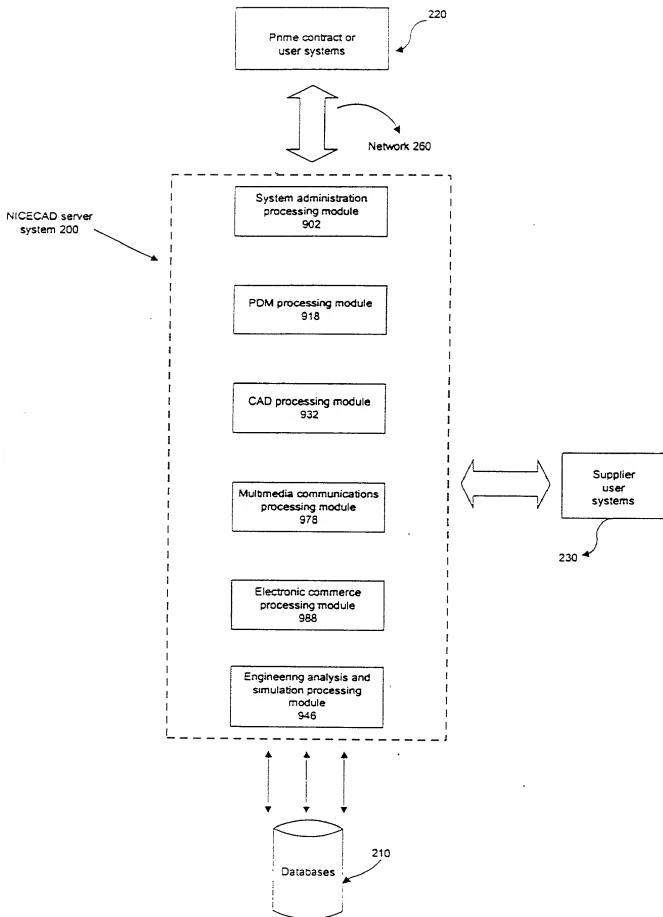 220
Prime contract or
user systems
Network 260
NICECAD server
system 200
System administration
processing module
902
PDM processing module
918
CAD processing module
932
Multimedia communications
processing module
978
Supplier
user
systems
230
Electronic commerce
processing module
988
Engineering analysis and
simulation processing
module
946
Databases
210